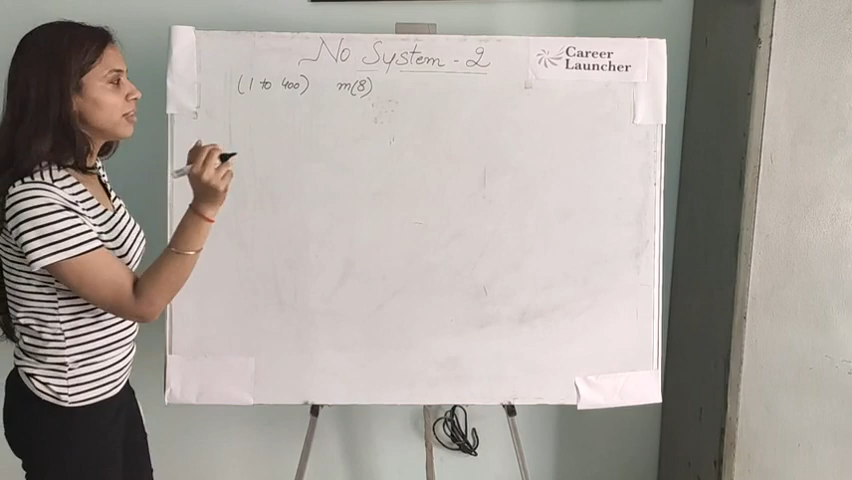 No System - 2
Career
Launcher
(1 to 400) m(8)